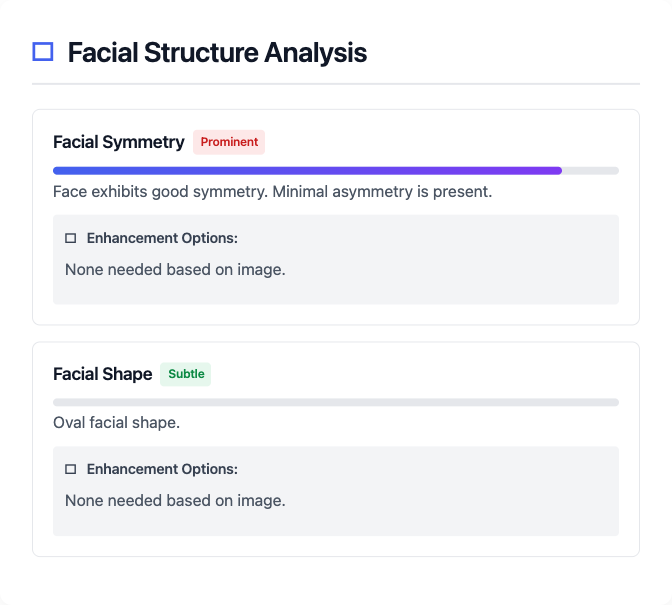 Facial Structure Analysis
Facial Symmetry Prominent
Face exhibits good symmetry. Minimal asymmetry is present.
Enhancement Options:
None needed based on image.
Facial Shape Subtle
Oval facial shape.
Enhancement Options:
None needed based on image.